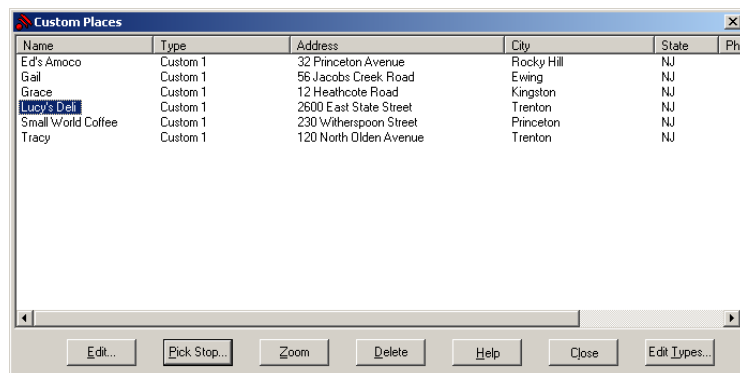 Custom Places
Name Type Address City State Ph
Ed's Amoco Custom 1 32 Princeton Avenue Rocky Hill NJ
Gail Custom 1 56 Jacobs Creek Road Ewing NJ
Grace Custom 1 12 Heathcote Road Kingston NJ
Lucy's Deli Custom 1 2600 East State Street Trenton NJ
Small World Coffee Custom 1 230 Witherspoon Street Princeton NJ
Tracy Custom 1 120 North Olden Avenue Trenton NJ
Edit... Pick Stop... Zoom Delete Help Close Edit Types...